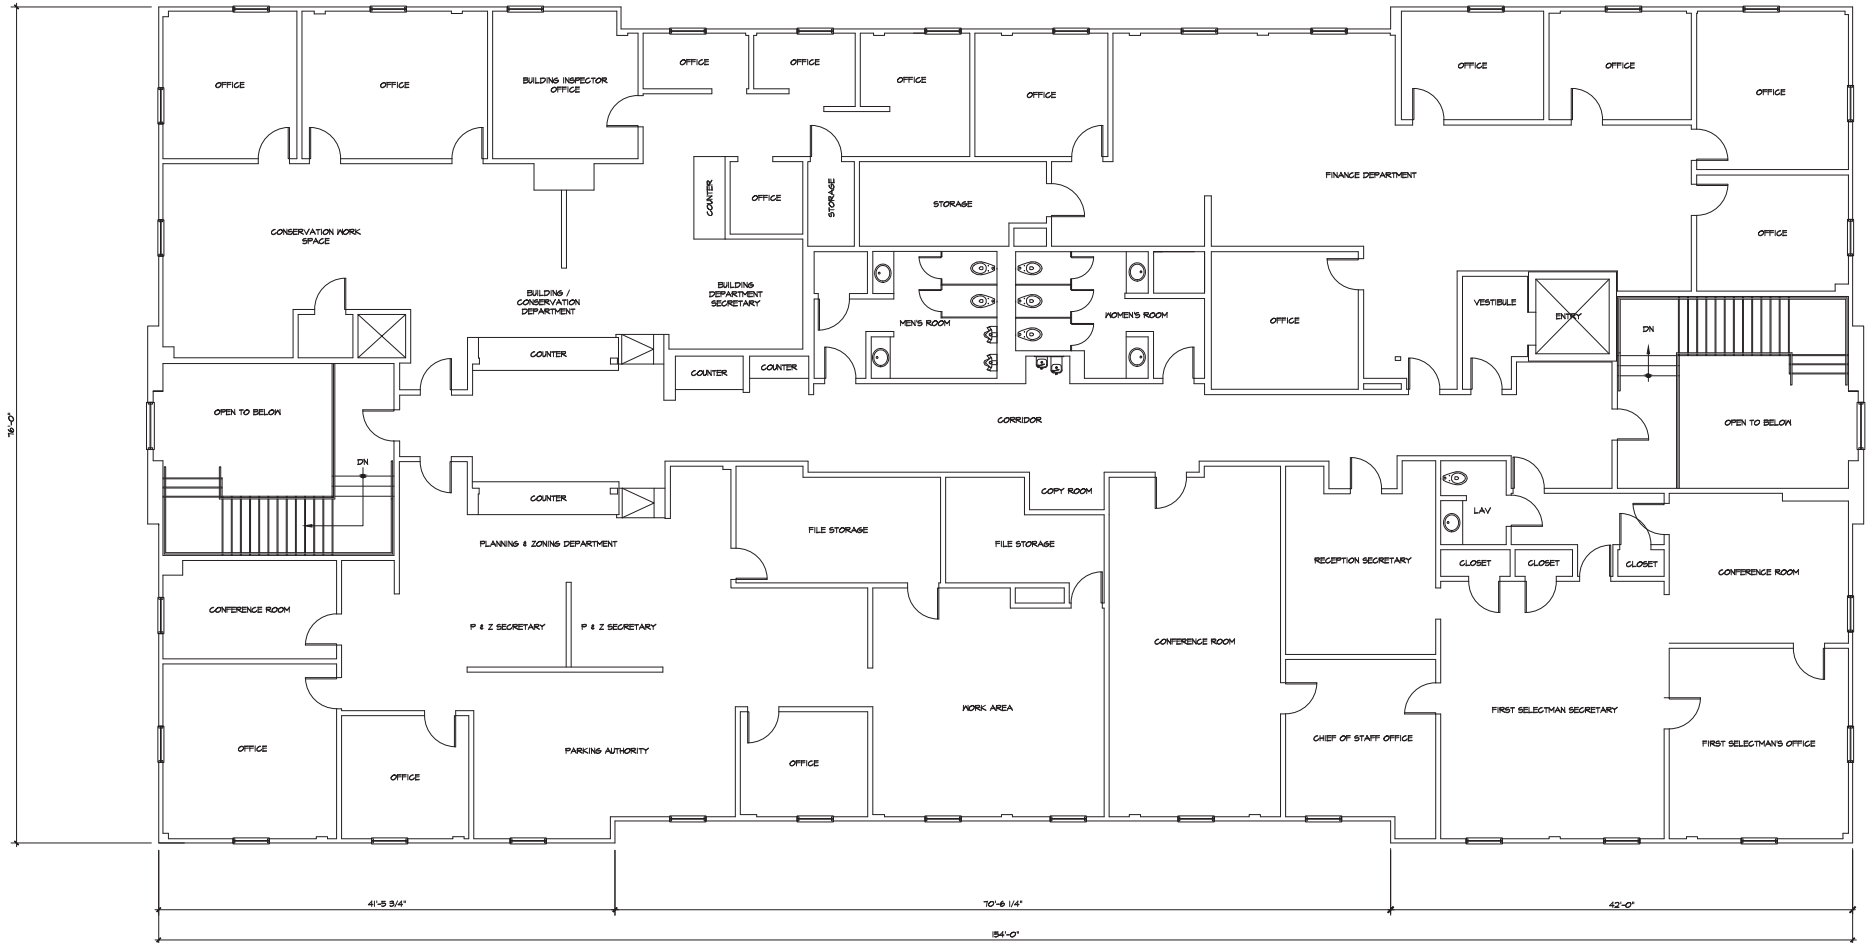 OFFICE
OFFICE
BUILDING INSPECTOR
OFFICE
OFFICE
OFFICE
OFFICE
OFFICE
OFFICE
OFFICE
OFFICE
FINANCE DEPARTMENT
COUNTER
OFFICE
STORAGE
STORAGE
CONSERVATION WORK
SPACE
OFFICE
BUILDING /
CONSERVATION
DEPARTMENT
BUILDING
DEPARTMENT
SECRETARY
MEN'S ROOM
WOMEN'S ROOM
OFFICE
VESTIBULE
ENTRY
DN
COUNTER
COUNTER
COUNTER
OPEN TO BELOW
CORRIDOR
OPEN TO BELOW
76'-0"
DN
COUNTER
COPY ROOM
LAV
PLANNING & ZONING DEPARTMENT
FILE STORAGE
FILE STORAGE
RECEPTION SECRETARY
CLOSET
CLOSET
CLOSET
CONFERENCE ROOM
CONFERENCE ROOM
P & Z SECRETARY
P & Z SECRETARY
CONFERENCE ROOM
WORK AREA
FIRST SELECTMAN SECRETARY
OFFICE
OFFICE
PARKING AUTHORITY
OFFICE
CHIEF OF STAFF OFFICE
FIRST SELECTMAN'S OFFICE
41'-5 3/4"
70'-6 1/4"
42'-0"
154'-0"